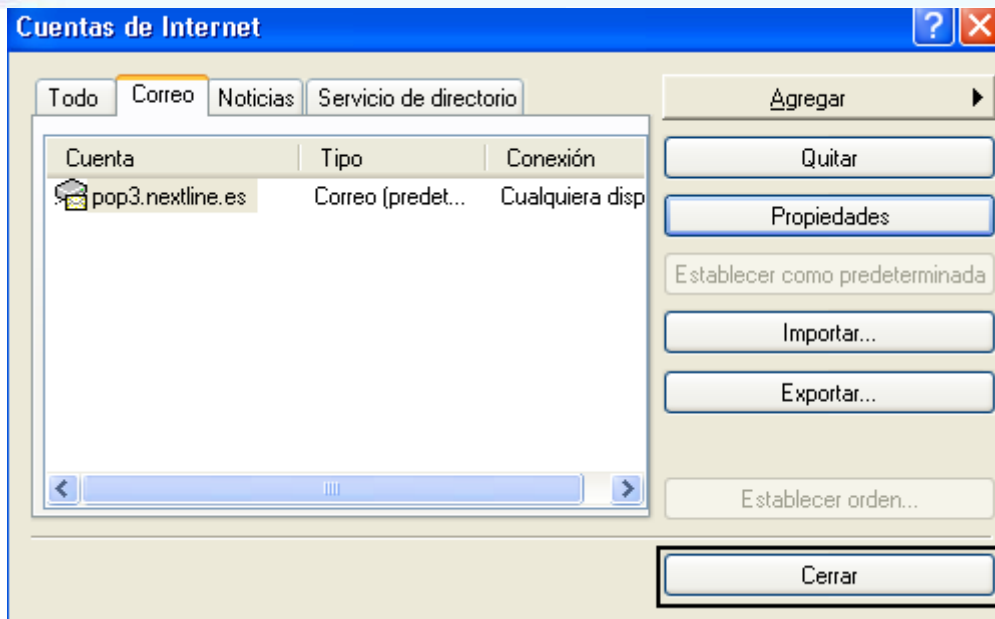 Cuentas de Internet
?
Todo Correo Noticias Servicio de directorio
Agregar
Cuenta Tipo Conexión
Quitar
pop3.nextline.es Correo (predet... Cualquiera disp
Propiedades
Establecer como predeterminada
Importar...
Exportar...
Establecer orden...
Cerrar